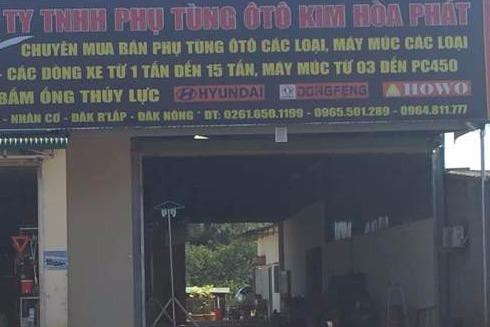 TY TNHH PHỤ TÙNG ÔTÔ KIM HÒA PHÁT
CHUYÊN MUA BÁN PHỤ TÙNG ÔTÔ CÁC LOẠI, MÁY MÚC CÁC LOẠI
- CÁC DÒNG XE TỪ 1 TẤN ĐẾN 15 TẤN, MÁY MÚC TỪ 03 ĐẾN PC450
BẤM ỐNG THỦY LỰC HYUNDAI DONGFENG HOWO
- NHÂN CƠ - ĐĂK R'LẤP - ĐĂK NÔNG - ĐT: 0261.650.1199 - 0965.501.289 - 0964.811.777